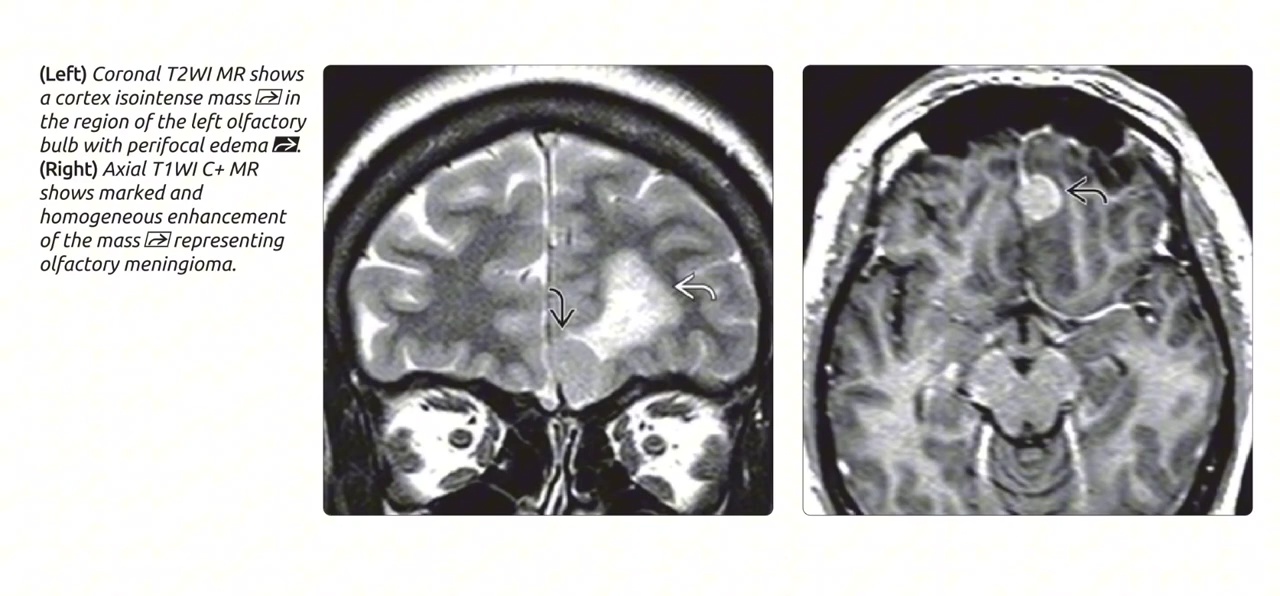 (Left) Coronal T2WI MR shows
a cortex isointense mass in
the region of the left olfactory
bulb with perifocal edema .
(Right) Axial T1WI C+ MR
shows marked and
homogeneous enhancement
of the mass representing
olfactory meningioma.